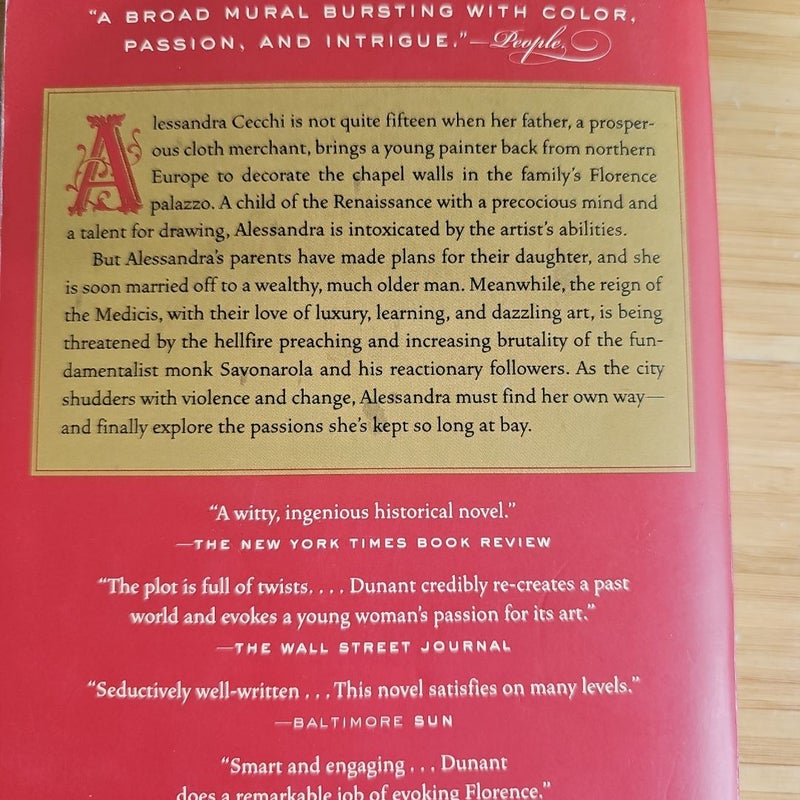 "A BROAD MURAL BURSTING WITH COLOR,
PASSION, AND INTRIGUE."—People
Alessandra Cecchi is not quite fifteen when her father, a prosper-
ous cloth merchant, brings a young painter back from northern
Europe to decorate the chapel walls in the family's Florence
palazzo. A child of the Renaissance with a precocious mind and
a talent for drawing, Alessandra is intoxicated by the artist's abilities.
But Alessandra's parents have made plans for their daughter, and she
is soon married off to a wealthy, much older man. Meanwhile, the reign of
the Medicis, with their love of luxury, learning, and dazzling art, is being
threatened by the hellfire preaching and increasing brutality of the fun-
damentalist monk Savonarola and his reactionary followers. As the city
shudders with violence and change, Alessandra must find her own way—
and finally explore the passions she's kept so long at bay.
"A witty, ingenious historical novel."
—THE NEW YORK TIMES BOOK REVIEW
"The plot is full of twists. . . . Dunant credibly re-creates a past
world and evokes a young woman's passion for its art."
—THE WALL STREET JOURNAL
"Seductively well-written . . . This novel satisfies on many levels."
—BALTIMORE SUN
"Smart and engaging . . . Dunant
does a remarkable job of evoking Florence."